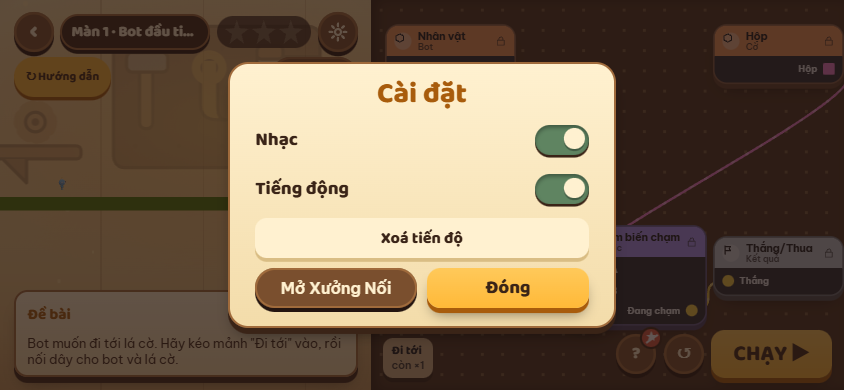 Màn 1 · Bot đầu ti...
Hướng dẫn
Nhân vật
Bot
Hộp
Cờ
Hộp
Cài đặt
Nhạc
Tiếng động
Xoá tiến độ
Mở Xưởng Nối
Đóng
m biến chạm
Đang chạm
Thắng/Thua
Kết quả
Thắng
Đề bài
Bot muốn đi tới lá cờ. Hãy kéo mảnh "Đi tới" vào, rồi
nối dây cho bot và lá cờ.
Đi tới
còn ×1
?
CHẠY